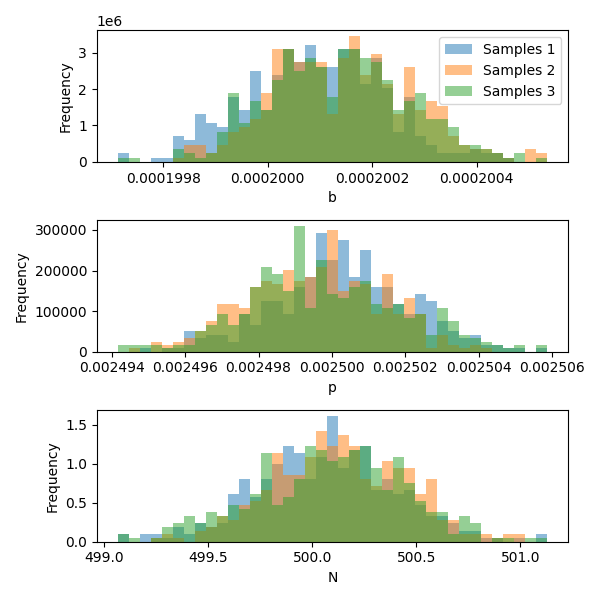 1e6
3
2
1
0
Frequency
Samples 1
Samples 2
Samples 3
0.0001998 0.0002000 0.0002002 0.0002004
b
300000
200000
100000
0
Frequency
0.002494 0.002496 0.002498 0.002500 0.002502 0.002504 0.002506
p
1.5
1.0
0.5
0.0
Frequency
499.0 499.5 500.0 500.5 501.0
N